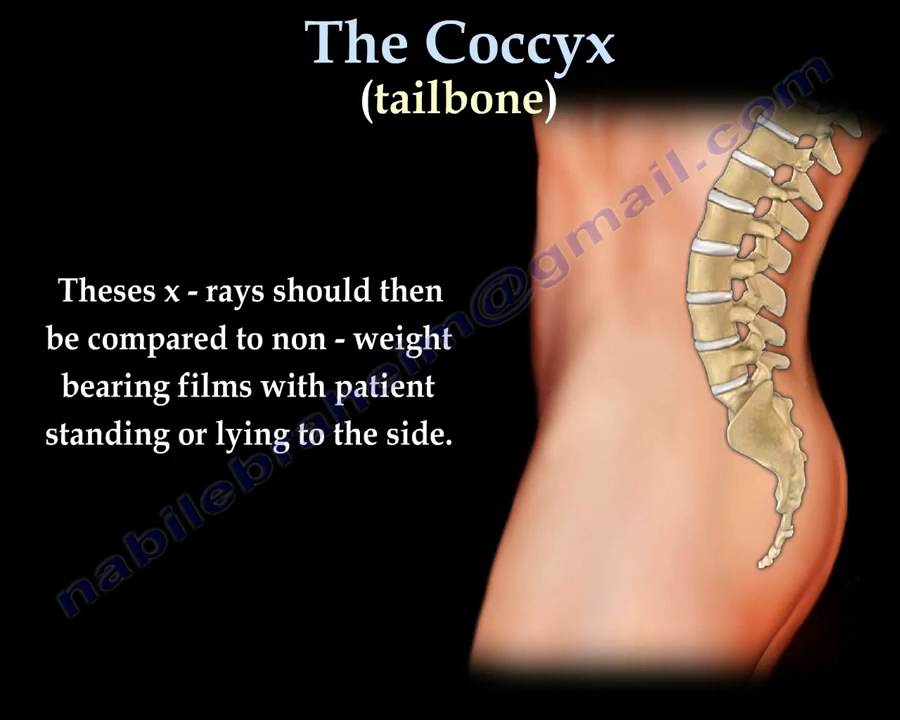 The Coccyx
(tailbone)
Theses x - rays should then
be compared to non - weight
bearing films with patient
standing or lying to the side.
nabilebraheim@gmail.com